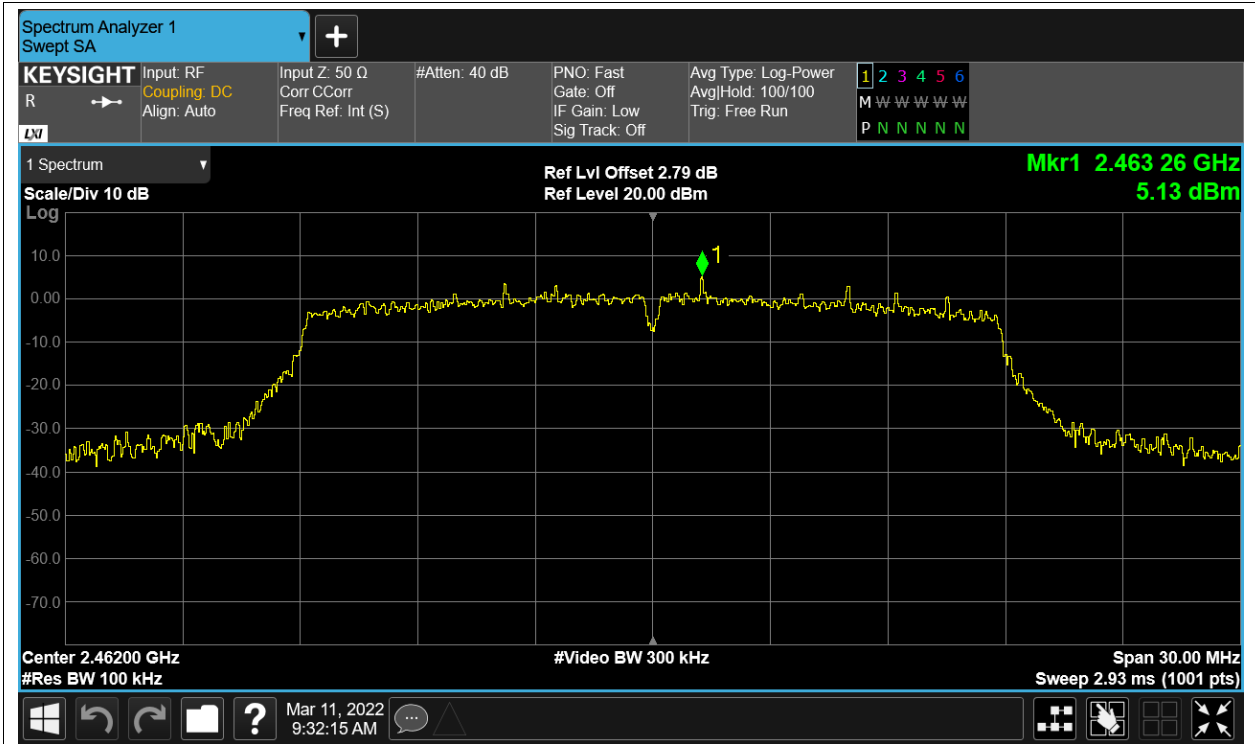 Spectrum Analyzer 1
Swept SA
KEYSIGHT Input: RF Input Z: 50 Ω #Atten: 40 dB PNO: Fast Avg Type: Log-Power 1 2 3 4 5 6
R Coupling: DC Corr CCorr Gate: Off Avg|Hold: 100/100 M W W W W W W
Align: Auto Freq Ref: Int (S) IF Gain: Low Trig: Free Run
LXI Sig Track: Off P N N N N N N
1 Spectrum
Ref Lvl Offset 2.79 dB
Mkr1 2.463 26 GHz
Scale/Div 10 dB
Ref Level 20.00 dBm
5.13 dBm
Log
1
10.0
0.00
-10.0
-20.0
-30.0
-40.0
-50.0
-60.0
-70.0
Center 2.46200 GHz #Video BW 300 kHz Span 30.00 MHz
#Res BW 100 kHz Sweep 2.93 ms (1001 pts)
? Mar 11, 2022
9:32:15 AM